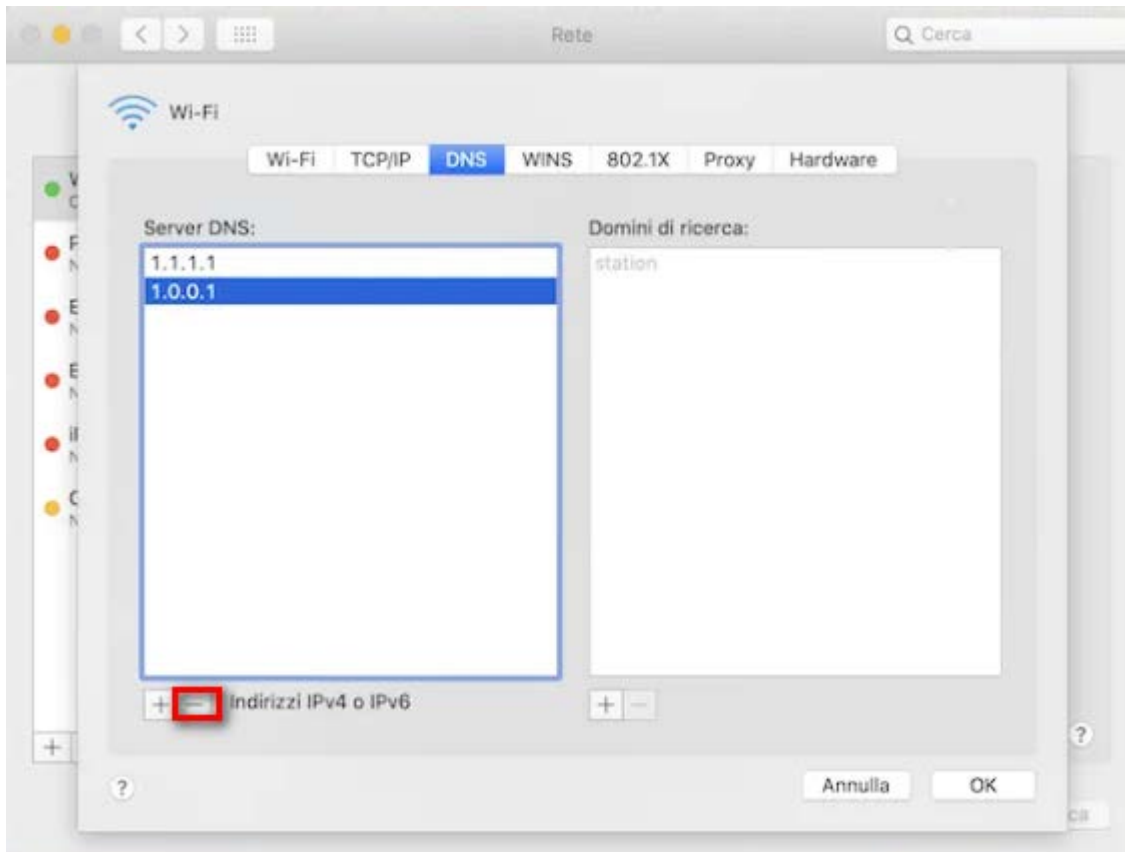 Rete
Cerca
Wi-Fi
Wi-Fi TCP/IP DNS WINS 802.1X Proxy Hardware
Server DNS:
Domini di ricerca:
1.1.1.1
station
1.0.0.1
+ − Indirizzi IPv4 o IPv6
+ −
+
?
?
Annulla
OK